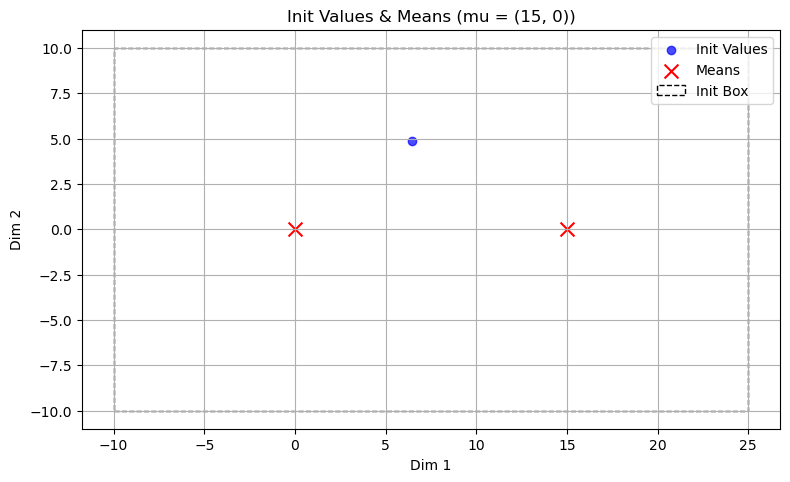 Init Values & Means (mu = (15, 0))
Init Values
Means
Init Box
10.0
7.5
5.0
2.5
0.0
−2.5
−5.0
−7.5
−10.0
Dim 2
−10
−5
0
5
10
15
20
25
Dim 1